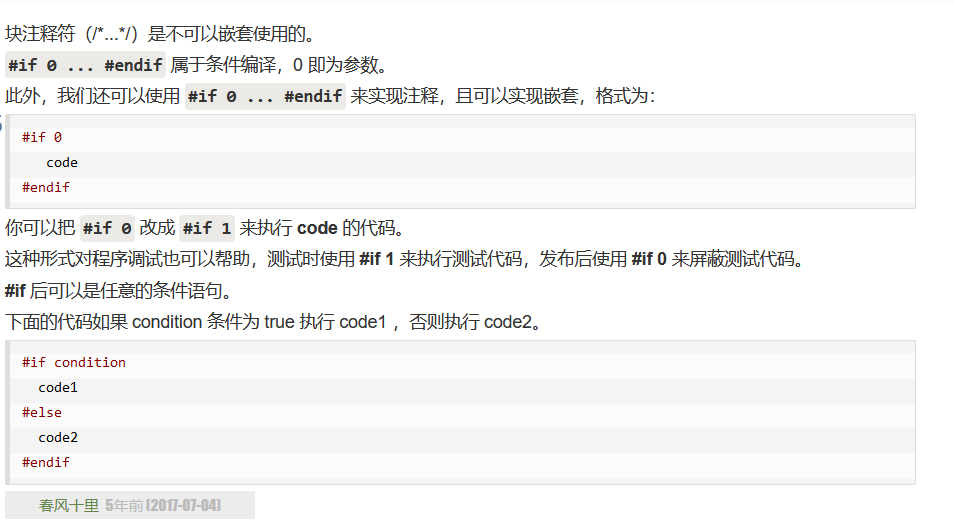 块注释符（/*...*/）是不可以嵌套使用的。
#if 0 ... #endif 属于条件编译，0 即为参数。
此外，我们还可以使用 #if 0 ... #endif 来实现注释，且可以实现嵌套，格式为：
#if 0
   code
#endif
你可以把 #if 0 改成 #if 1 来执行 code 的代码。
这种形式对程序调试也可以帮助，测试时使用 #if 1 来执行测试代码，发布后使用 #if 0 来屏蔽测试代码。
#if 后可以是任意的条件语句。
下面的代码如果 condition 条件为 true 执行 code1 ，否则执行 code2。
#if condition
  code1
#else
  code2
#endif
春风十里 5年前 (2017-07-04)